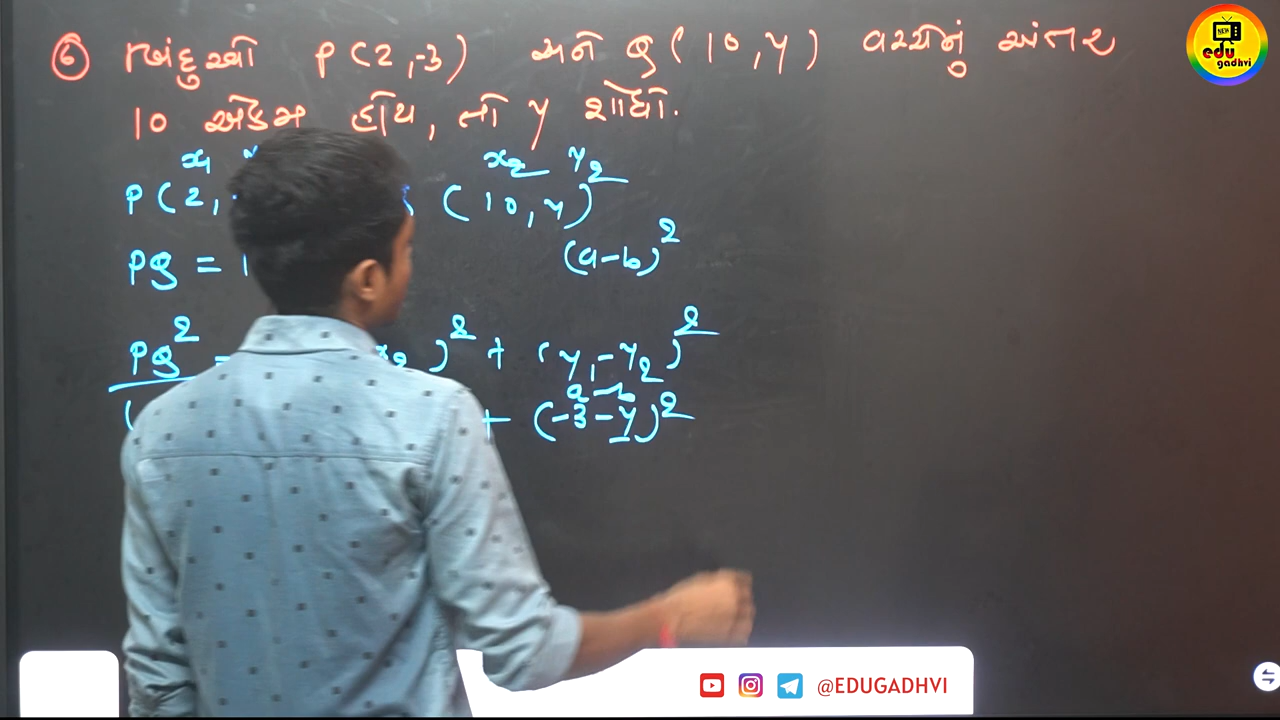 ⑥ બિંદુઓ P(2,-3) અને Q(10,y) વચ્ચેનું અંતર
10 એકમ હોય, તો y શોધો.
x₁ x₂ y₂
P(2, (10,y)
PQ = 1 (a-b)²
PQ² = )² + (y₁-y₂)²
a-b
( + (-3-y)²
NEW
edu
gadhvi
@EDUGADHVI